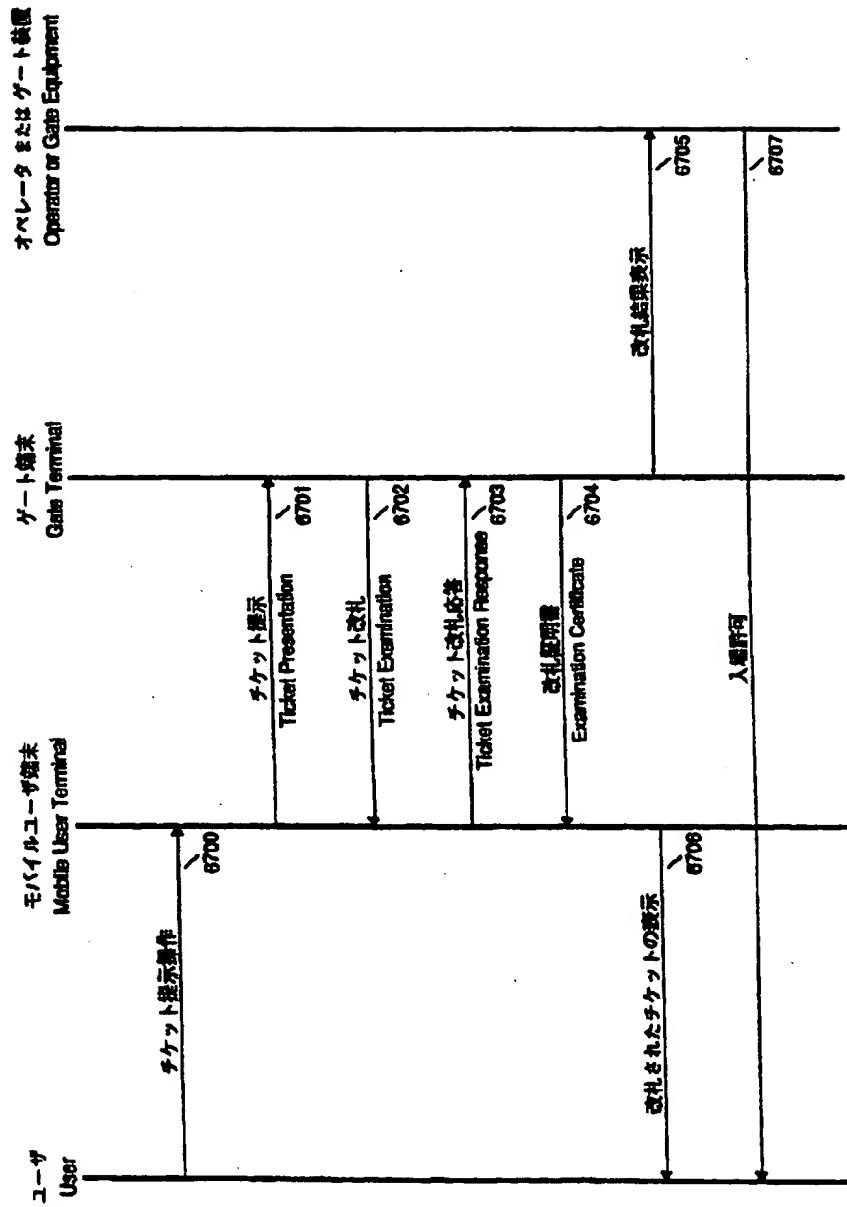 ユーザ
User
モバイルユーザ端末
Mobile User Terminal
ゲート端末
Gate Terminal
オペレータ または ゲート装置
Operator or Gate Equipment
チケット提示操作
6700
チケット提示
Ticket Presentation
6701
チケット改札
Ticket Examination
6702
チケット改札応答
Ticket Examination Response
6703
改札証明書
Examination Certificate
6704
改札結果表示
6705
改札されたチケットの表示
6706
入場許可
6707